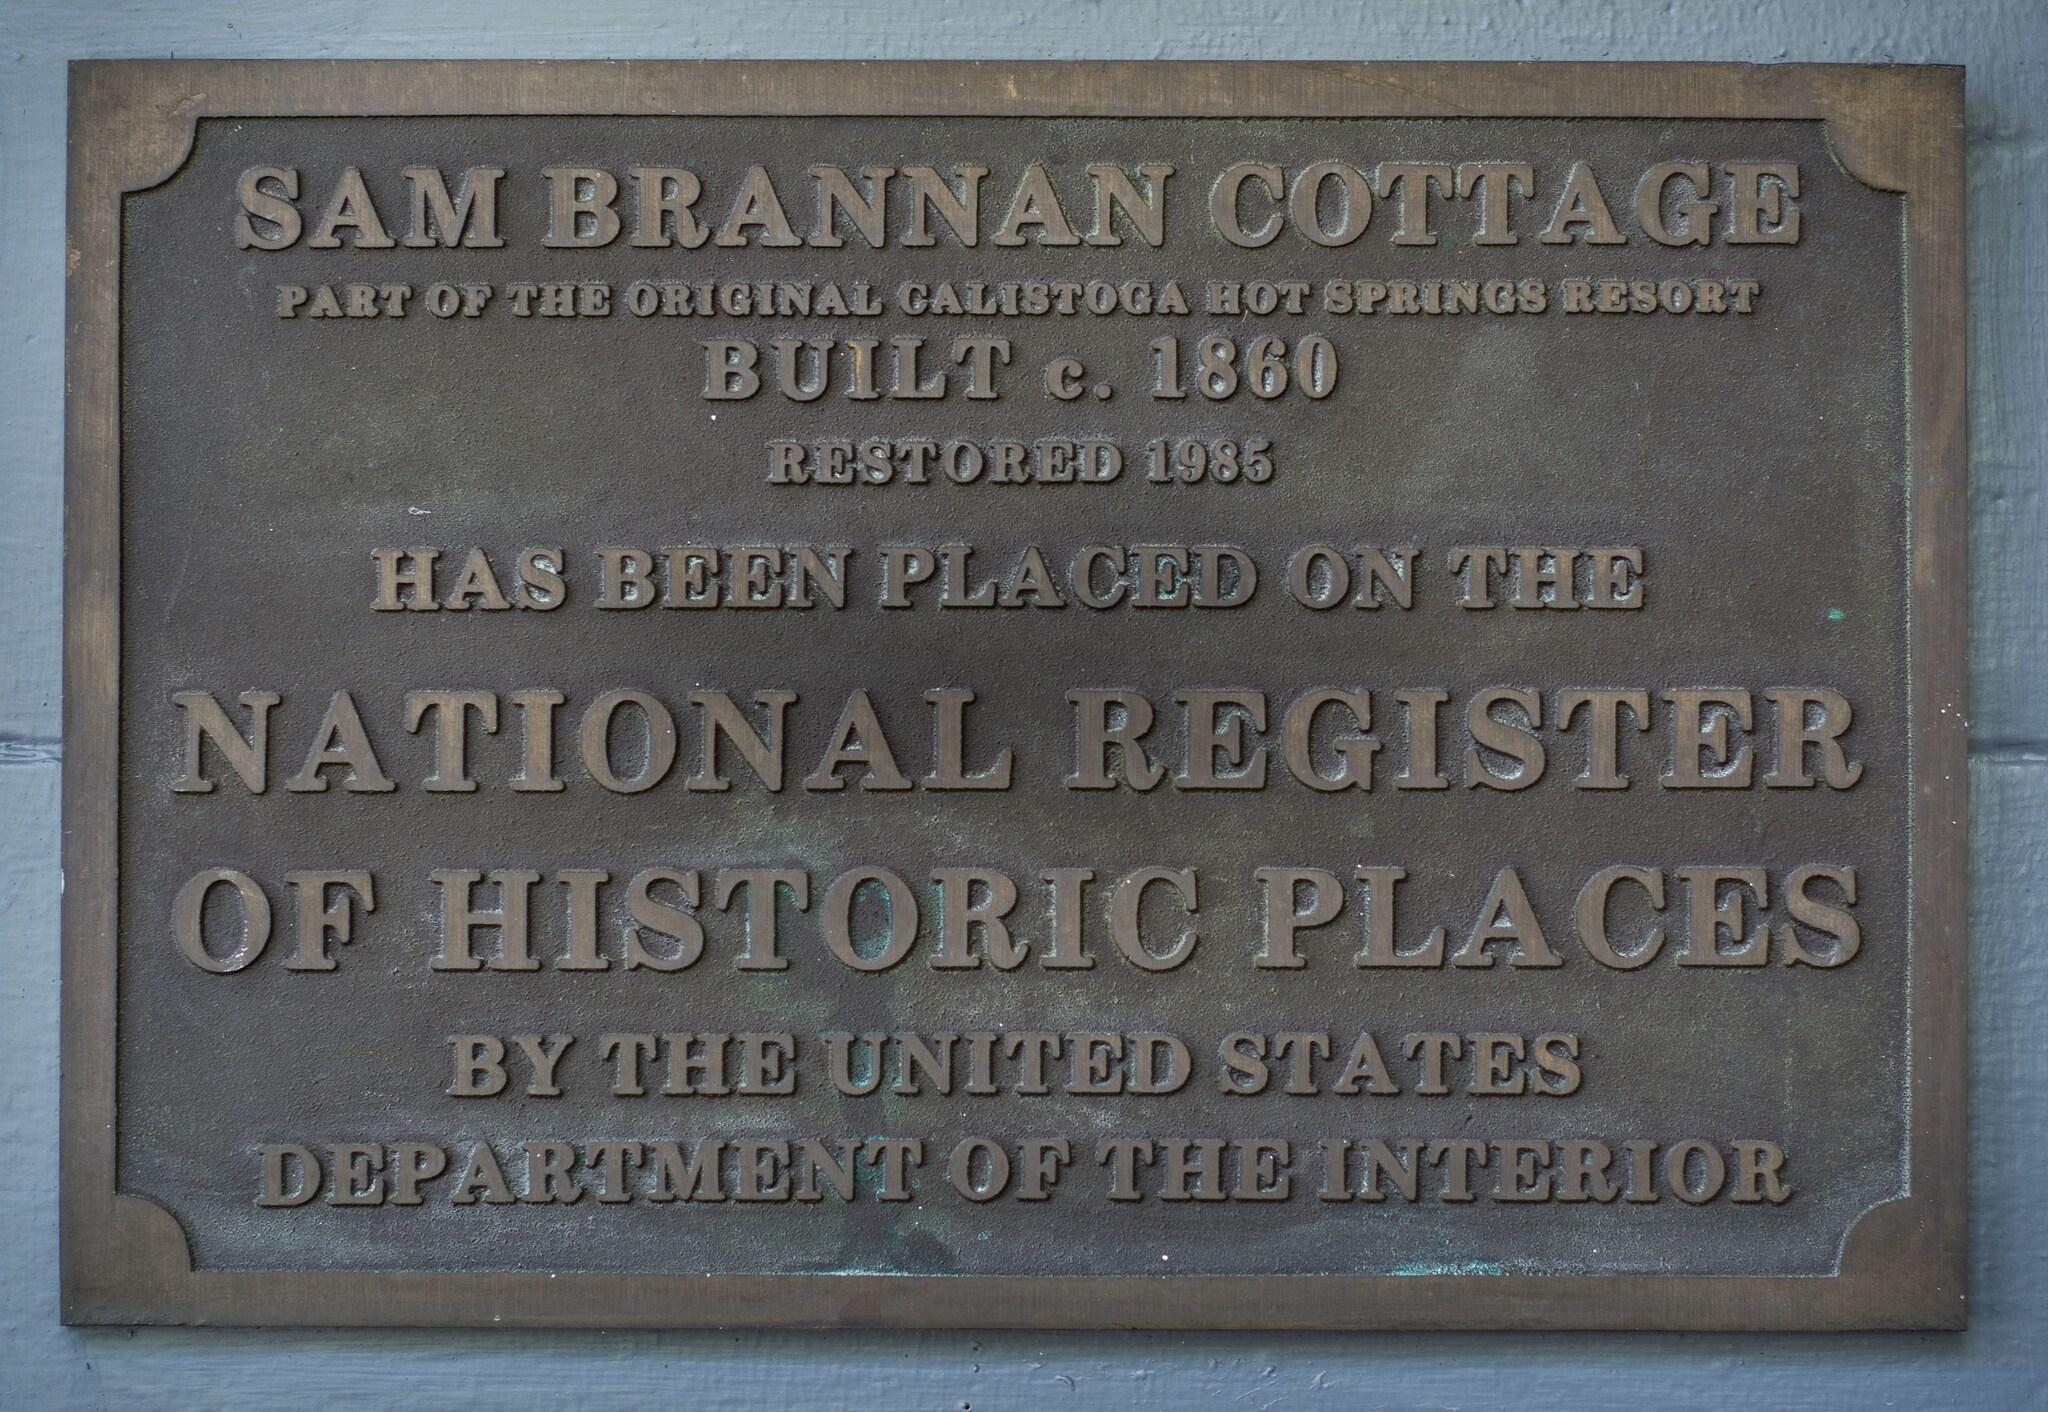 SAM BRANNAN COTTAGE
PART OF THE ORIGINAL CALISTOGA HOT SPRINGS RESORT
BUILT c. 1860
RESTORED 1985
HAS BEEN PLACED ON THE
NATIONAL REGISTER
OF HISTORIC PLACES
BY THE UNITED STATES
DEPARTMENT OF THE INTERIOR